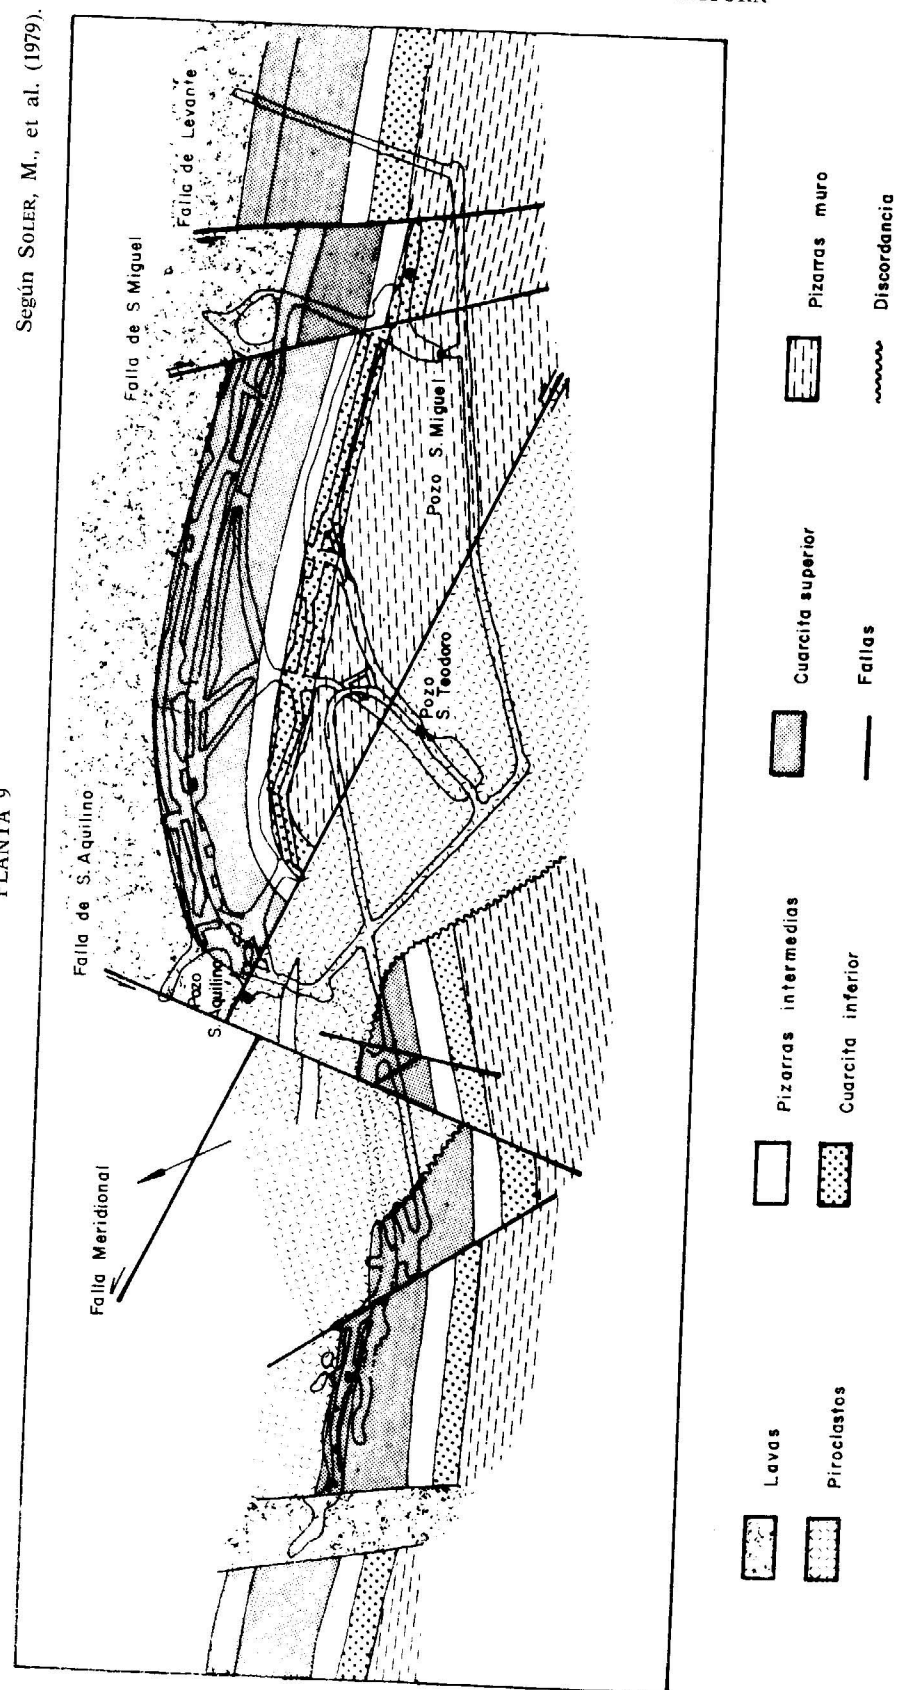 PLANTA 9
Según SOLER, M., et al. (1979).
Falla Meridional
Falla de S. Aquilino
Falla de S Miguel
Falla de Levante
Pozo
S. Aquilino
Pozo
S. Teodoro
Pozo S. Miguel
Lavas
Piroclastos
Pizarras intermedias
Cuarcita inferior
Cuarcita superior
Fallas
Pizarras muro
Discordancia